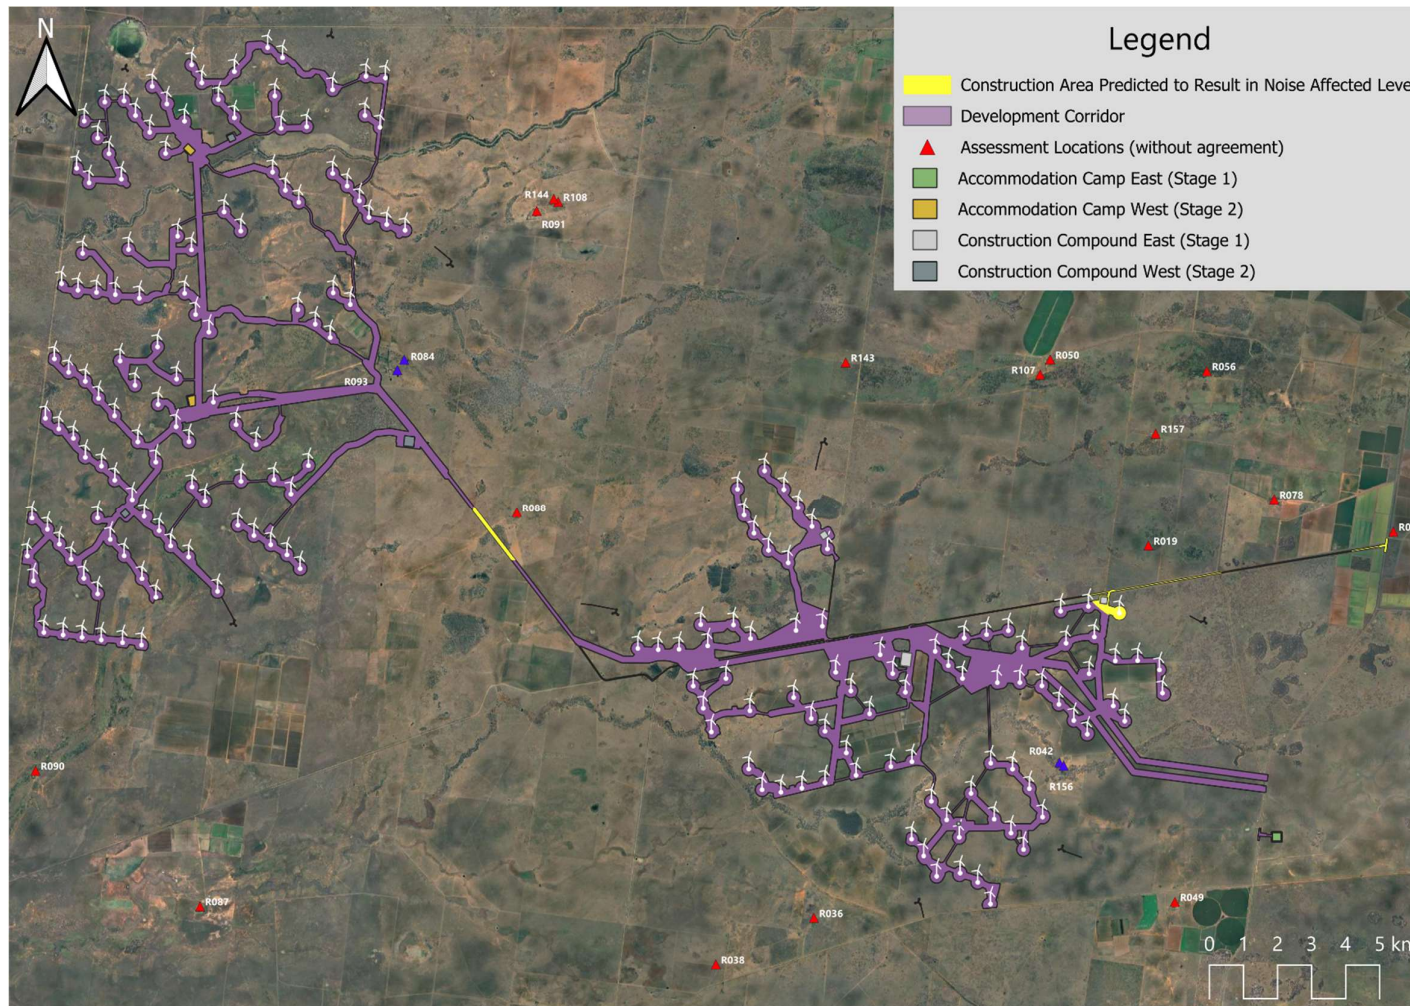 N
Legend
Construction Area Predicted to Result in Noise Affected Leve
Development Corridor
Assessment Locations (without agreement)
Accommodation Camp East (Stage 1)
Accommodation Camp West (Stage 2)
Construction Compound East (Stage 1)
Construction Compound West (Stage 2)
R144
R108
R091
R084
R093
R143
R050
R107
R056
R157
R078
R019
R0
R042
R156
R090
R087
R036
R038
R049
0 1 2 3 4 5 km